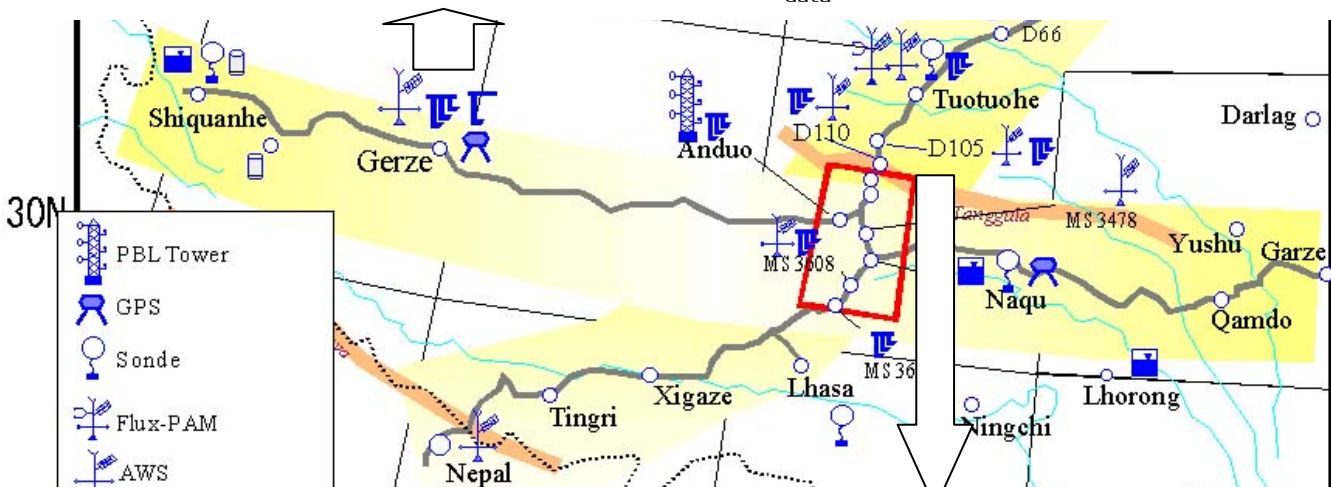 data
D66
Tuotuohe
Darlag
Shiquanhe
D110
D105
Anduo
Gerze
30N
Tanggula
MS3478
Yushu
Garze
MS3608
Naqu
Qamdo
PBL Tower
GPS
Sonde
Flux-PAM
AWS
MS36
Lhasa
Lhorong
Xigaze
Tingri
Ningchi
Nepal